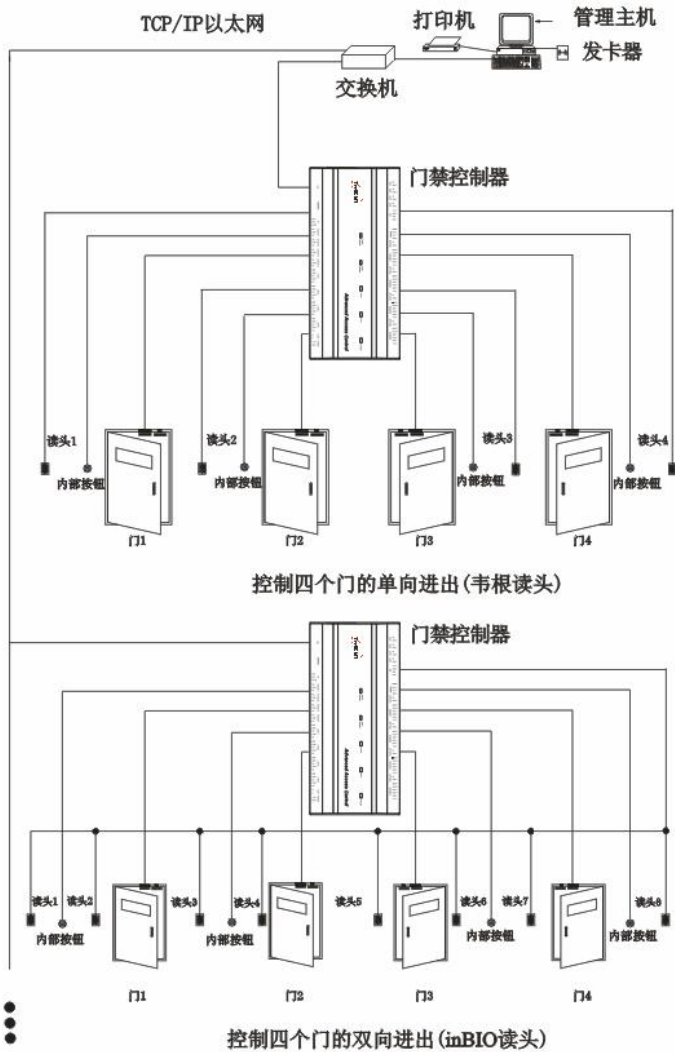 TCP/IP以太网
打印机
管理主机
发卡器
交换机
门禁控制器
Advanced Access Control
读头1
内部按钮
读头2
内部按钮
读头3
内部按钮
读头4
内部按钮
门1
门2
门3
门4
控制四个门的单向进出(韦根读头)
门禁控制器
Advanced Access Control
读头1
读头2
读头3
读头4
读头5
读头6
读头7
读头8
内部按钮
内部按钮
内部按钮
内部按钮
门1
门2
门3
门4
控制四个门的双向进出(inBIO读头)